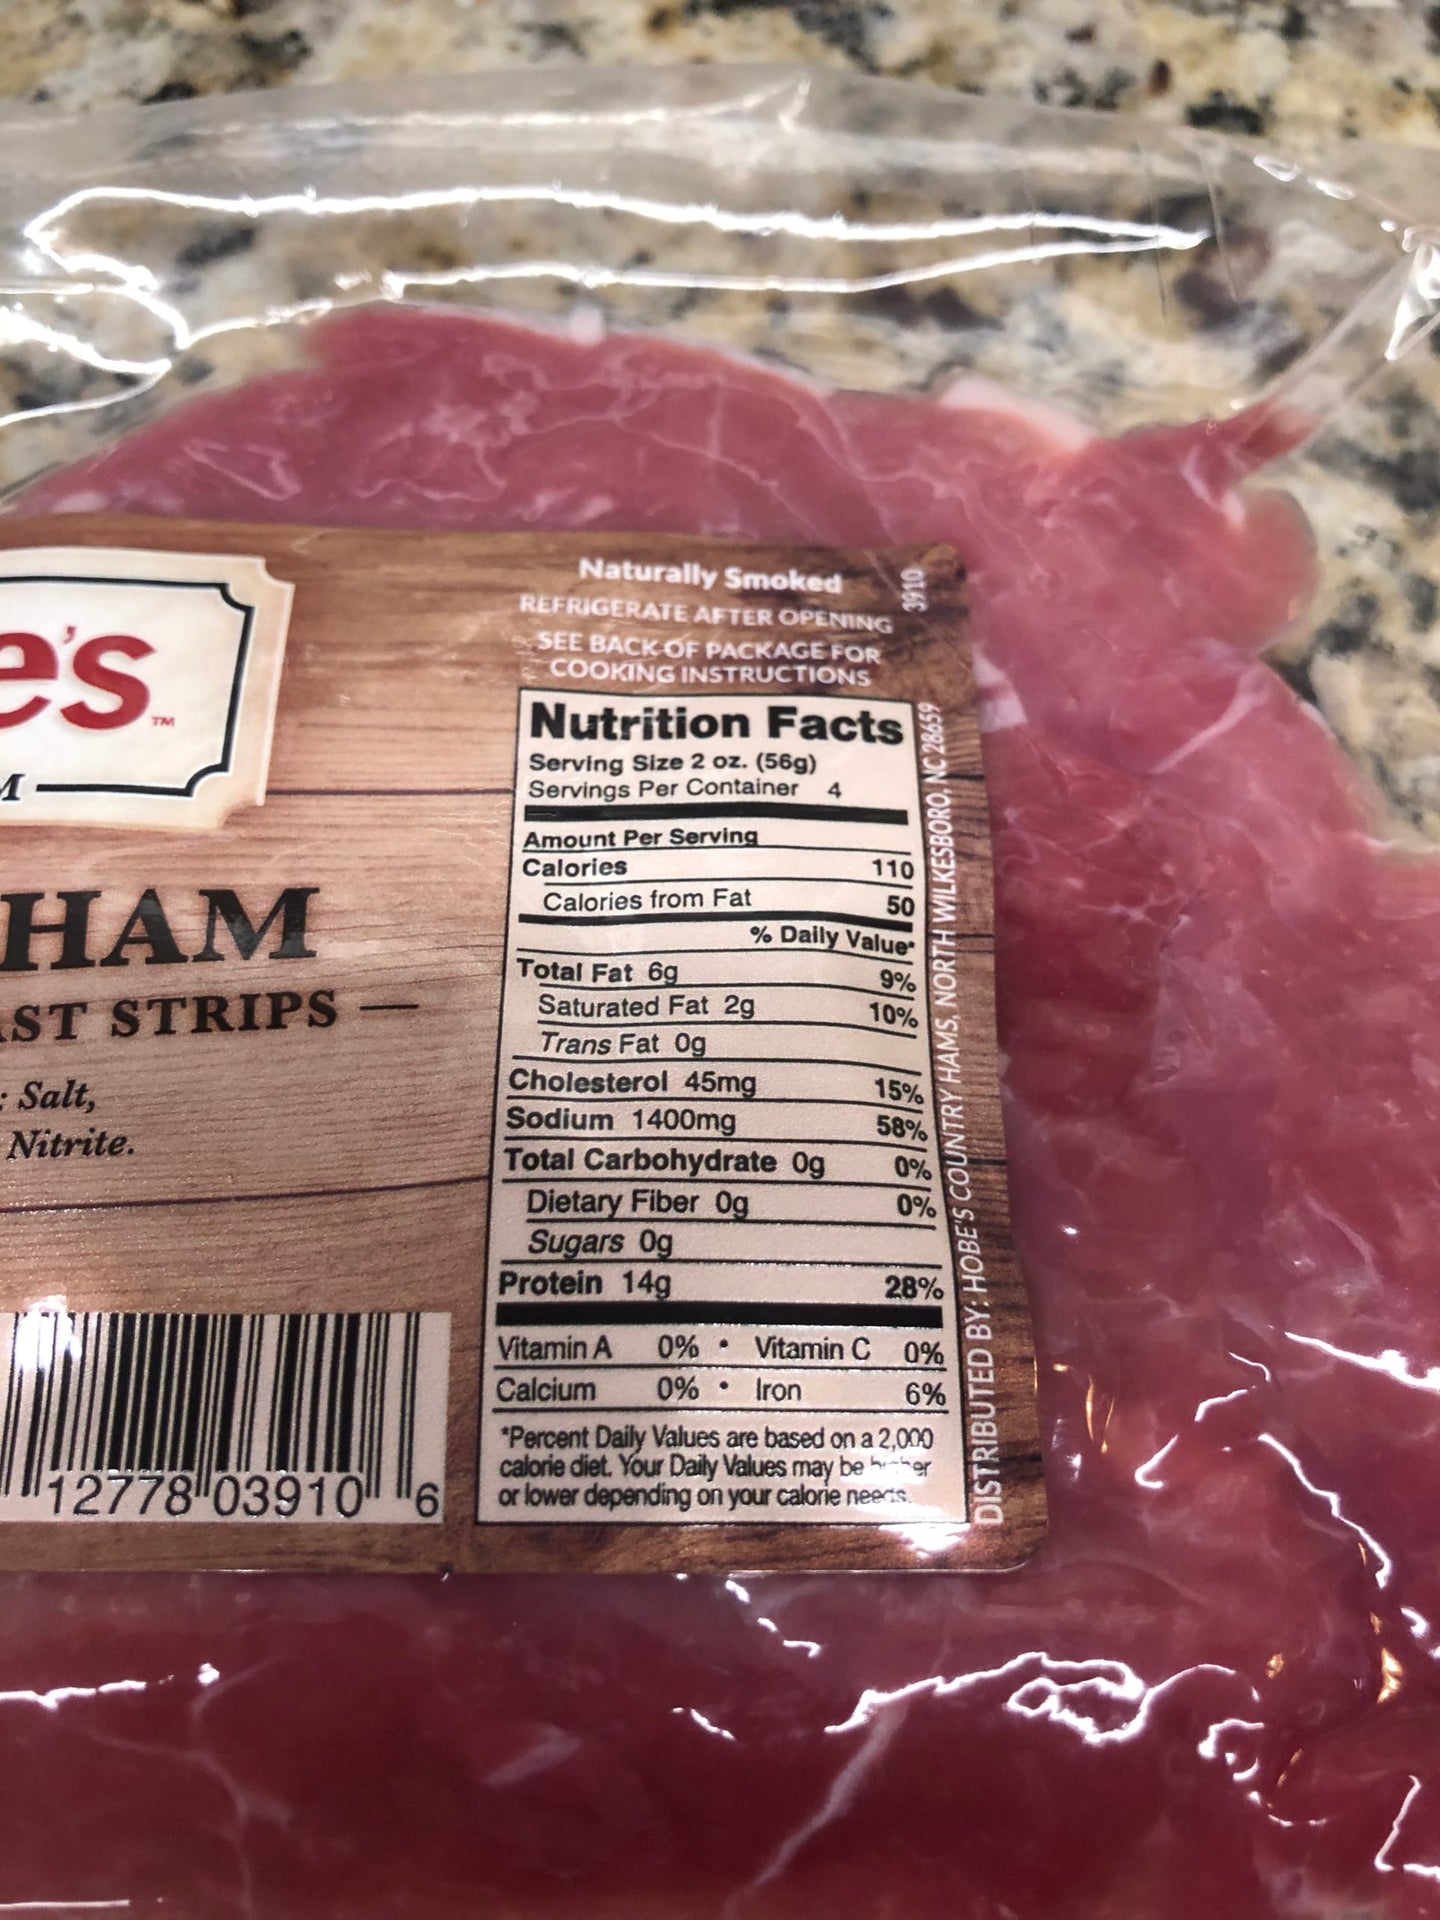 e's TM
M
HAM
AST STRIPS —
: Salt,
Nitrite.
12778 03910 6
Naturally Smoked
REFRIGERATE AFTER OPENING
SEE BACK OF PACKAGE FOR
COOKING INSTRUCTIONS
3910
Nutrition Facts
Serving Size 2 oz. (56g)
Servings Per Container 4
Amount Per Serving
Calories 110
Calories from Fat 50
% Daily Value*
Total Fat 6g 9%
Saturated Fat 2g 10%
Trans Fat 0g
Cholesterol 45mg 15%
Sodium 1400mg 58%
Total Carbohydrate 0g 0%
Dietary Fiber 0g 0%
Sugars 0g
Protein 14g 28%
Vitamin A 0% • Vitamin C 0%
Calcium 0% • Iron 6%
*Percent Daily Values are based on a 2,000
calorie diet. Your Daily Values may be higher
or lower depending on your calorie needs.
DISTRIBUTED BY: HOBE'S COUNTRY HAMS, NORTH WILKESBORO, NC 28659